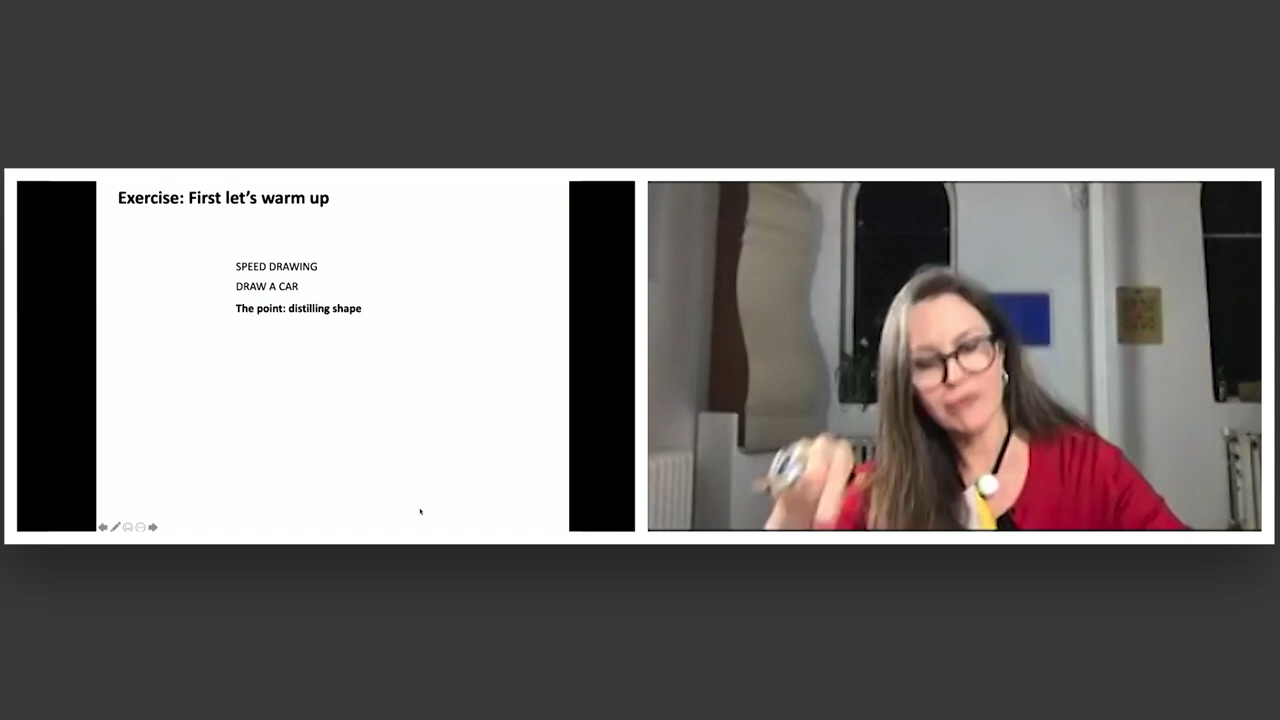 Exercise: First let’s warm up
SPEED DRAWING
DRAW A CAR
The point: distilling shape